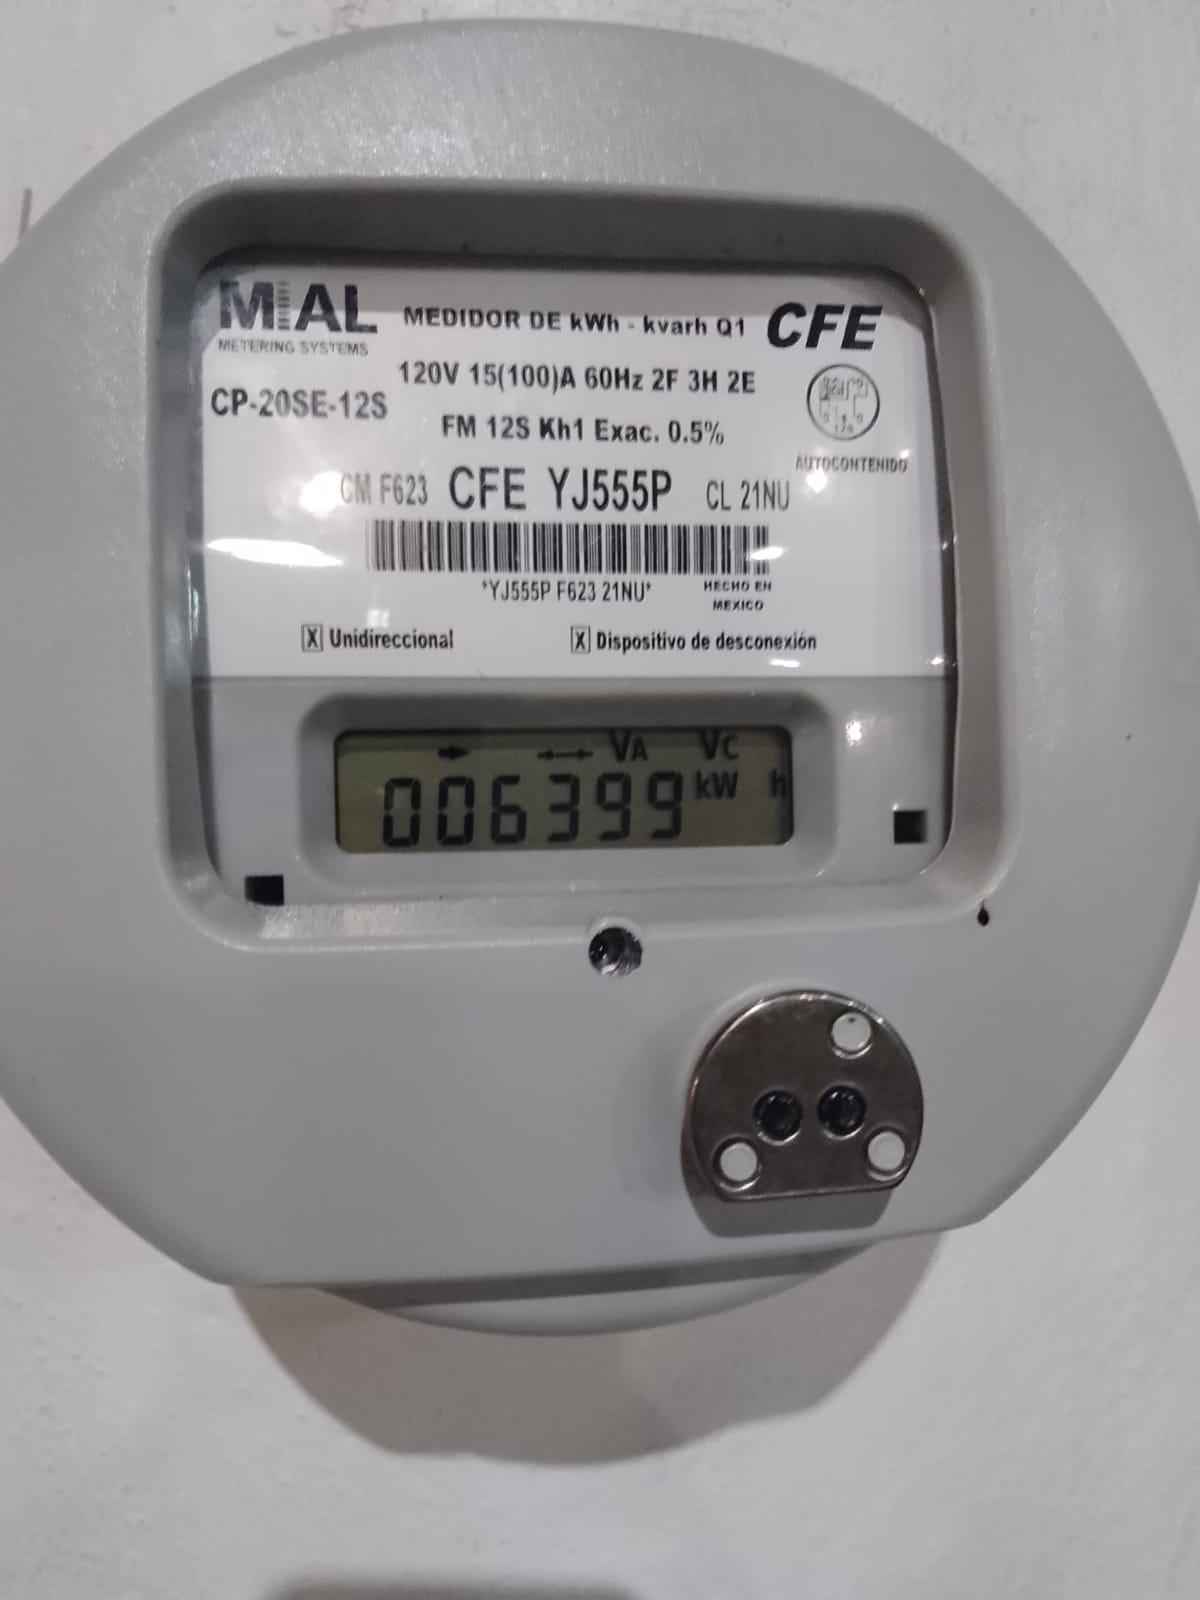 MIAL MEDIDOR DE kWh - kvarh Q1 CFE
METERING SYSTEMS
120V 15(100)A 60Hz 2F 3H 2E
CP-20SE-12S
FM 12S Kh1 Exac. 0.5%
AUTOCONTENIDO
CM F623 CFE YJ555P CL 21NU
*YJ555P F623 21NU* HECHO EN
MEXICO
X Unidireccional X Dispositivo de desconexión
VA VC
006399 kW h